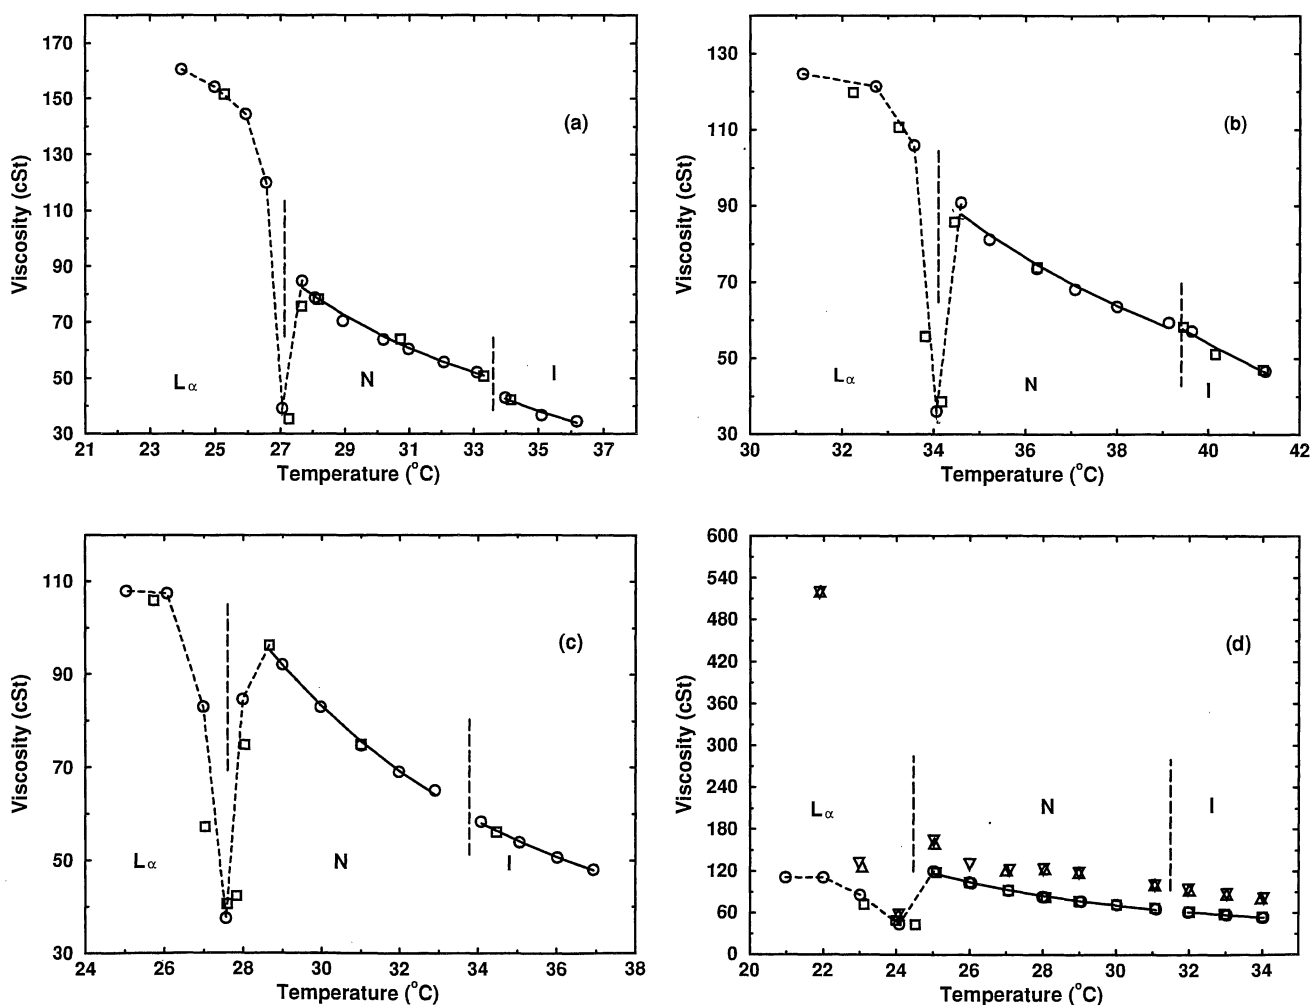 170
150
130
110
90
70
50
30
Viscosity (cSt)
(a)
Lα
N
I
21 23 25 27 29 31 33 35 37
Temperature (°C)
130
110
90
70
50
30
Viscosity (cSt)
(b)
Lα
N
I
30 32 34 36 38 40 42
Temperature (°C)
110
90
70
50
30
Viscosity (cSt)
(c)
Lα
N
I
24 26 28 30 32 34 36 38
Temperature (°C)
600
540
480
420
360
300
240
180
120
60
0
Viscosity (cSt)
(d)
Lα
N
I
20 22 24 26 28 30 32 34
Temperature (°C)